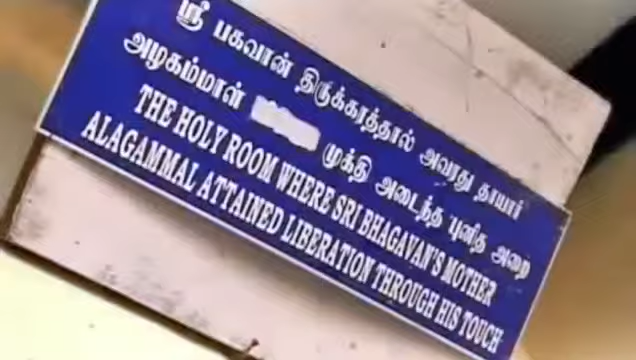 ஸ்ரீ பகவான் திருக்கரத்தால் அவரது தாயார்
அழகம்மாள் முக்தி அடைந்த புனித அறை
THE HOLY ROOM WHERE SRI BHAGAVAN'S MOTHER
ALAGAMMAL ATTAINED LIBERATION THROUGH HIS TOUCH